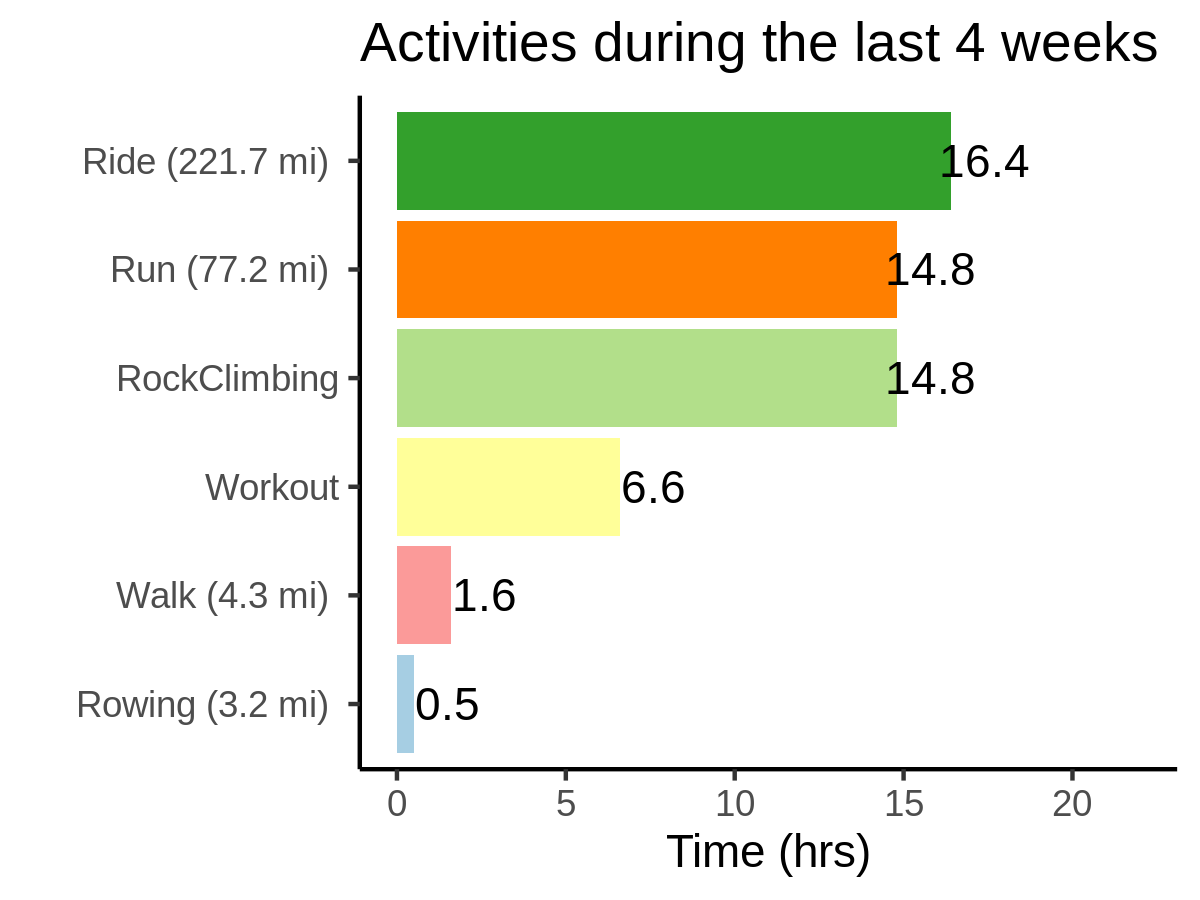 Activities during the last 4 weeks
Ride (221.7 mi) 16.4
Run (77.2 mi) 14.8
RockClimbing 14.8
Workout 6.6
Walk (4.3 mi) 1.6
Rowing (3.2 mi) 0.5
0 5 10 15 20
Time (hrs)